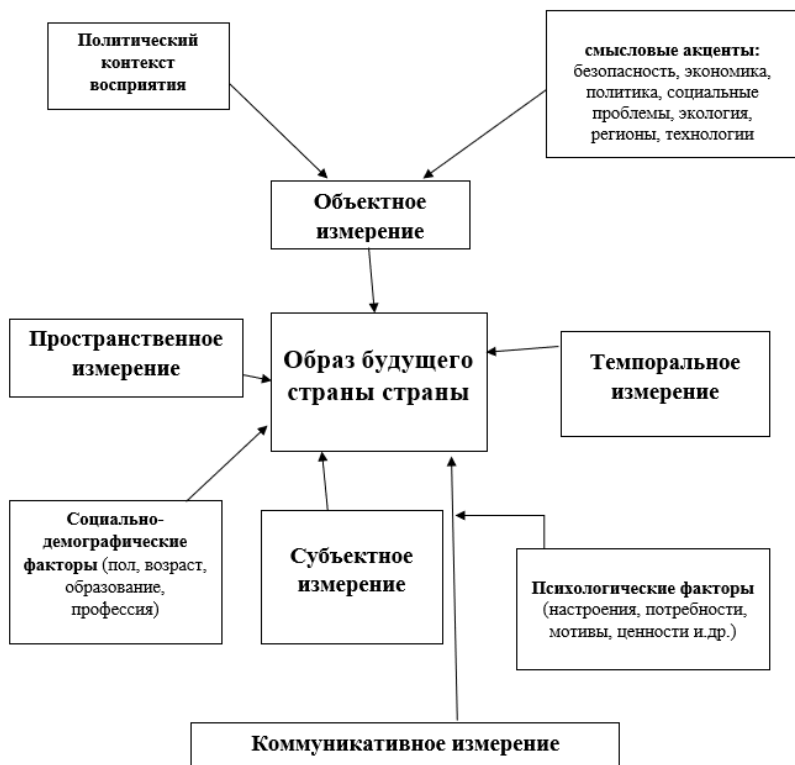 Политический
контекст
восприятия
смысловые акценты:
безопасность, экономика,
политика, социальные
проблемы, экология,
регионы, технологии
Объектное
измерение
Пространственное
измерение
Образ будущего
страны страны
Темпоральное
измерение
Социально-
демографические
факторы (пол, возраст,
образование,
профессия)
Субъектное
измерение
Психологические факторы
(настроения, потребности,
мотивы, ценности и.др.)
Коммуникативное измерение